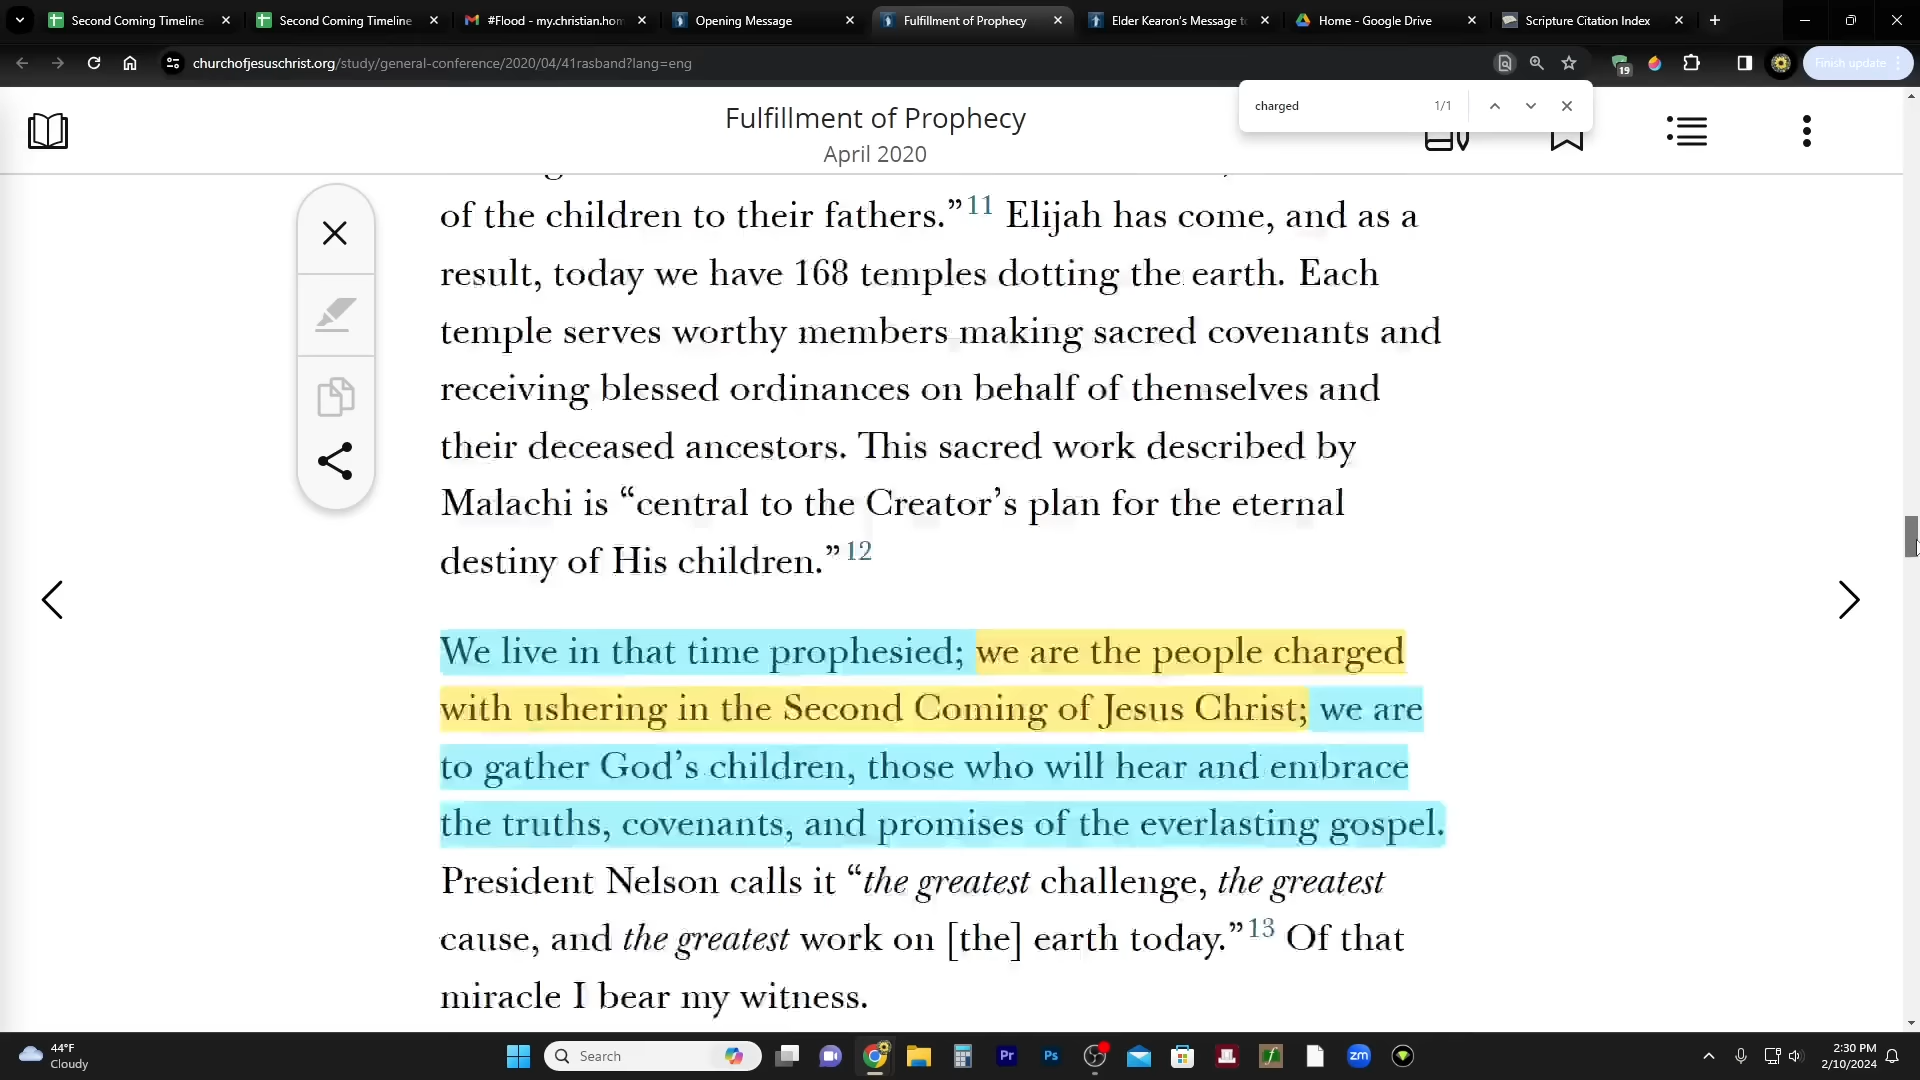 Second Coming Timeline
Second Coming Timeline
#Flood - my.christian.hom
Opening Message
Fulfillment of Prophecy
Elder Kearon's Message to
Home - Google Drive
Scripture Citation Index
churchofjesuschrist.org/study/general-conference/2020/04/41rasband?lang=eng
19
Finish update
charged
1/1
Fulfillment of Prophecy
April 2020
of the children to their fathers.”11 Elijah has come, and as a
result, today we have 168 temples dotting the earth. Each
temple serves worthy members making sacred covenants and
receiving blessed ordinances on behalf of themselves and
their deceased ancestors. This sacred work described by
Malachi is “central to the Creator’s plan for the eternal
destiny of His children.”12
We live in that time prophesied; we are the people charged
with ushering in the Second Coming of Jesus Christ; we are
to gather God’s children, those who will hear and embrace
the truths, covenants, and promises of the everlasting gospel.
President Nelson calls it “the greatest challenge, the greatest
cause, and the greatest work on [the] earth today.”13 Of that
miracle I bear my witness.
44°F
Cloudy
Search
Pr
Ps
zm
2:30 PM
2/10/2024